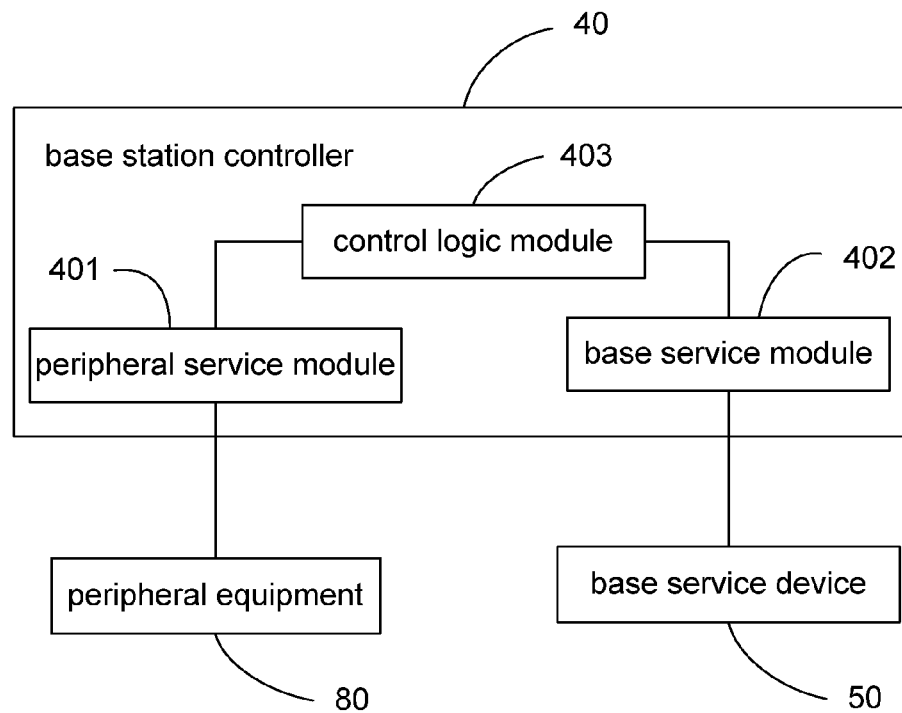 40
base station controller
403
control logic module
401
402
peripheral service module
base service module
peripheral equipment
base service device
80
50